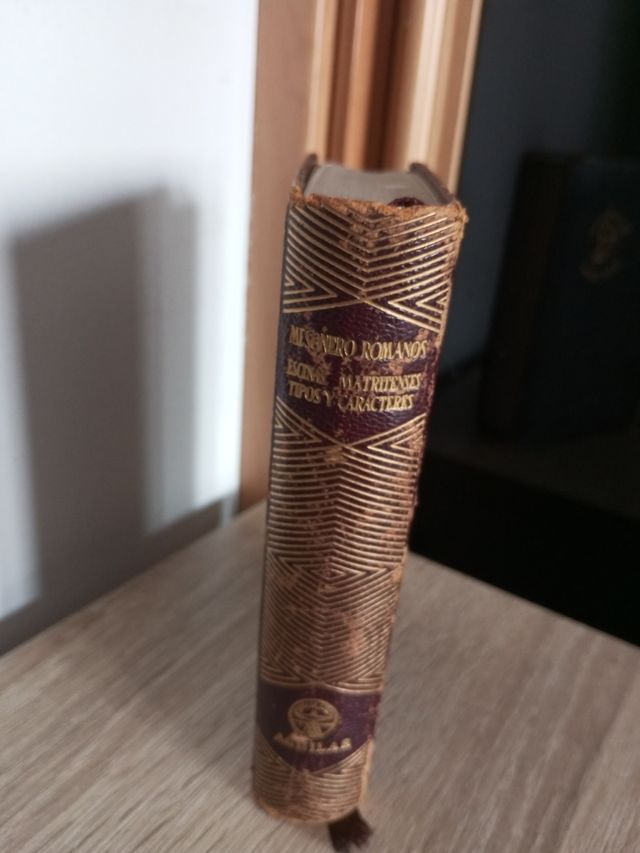 MESONERO ROMANOS
ESCENAS MATRITENSES
TIPOS Y CARACTERES
AGUILAR